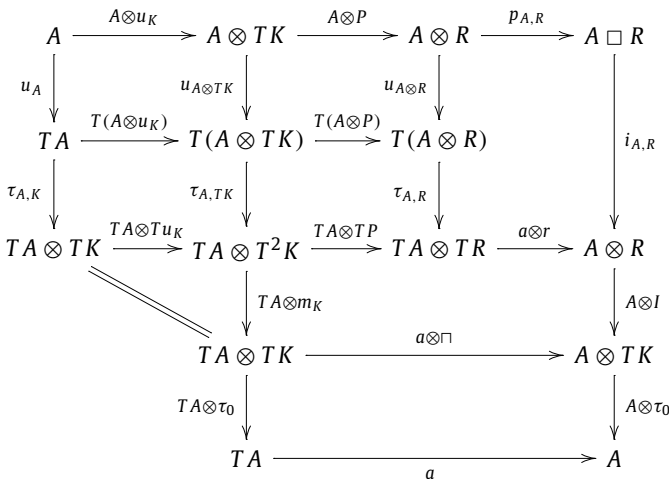 A A⊗u_K A ⊗ TK A⊗P A ⊗ R p_{A,R} A □ R
u_A u_{A⊗TK} u_{A⊗R}
TA T(A⊗u_K) T(A ⊗ TK) T(A⊗P) T(A ⊗ R) i_{A,R}
τ_{A,K} τ_{A,TK} τ_{A,R}
TA ⊗ TK TA⊗Tu_K TA ⊗ T²K TA⊗TP TA ⊗ TR a⊗r A ⊗ R
TA⊗m_K A⊗I
TA ⊗ TK a⊗⊓ A ⊗ TK
TA⊗τ_0 A⊗τ_0
TA a A